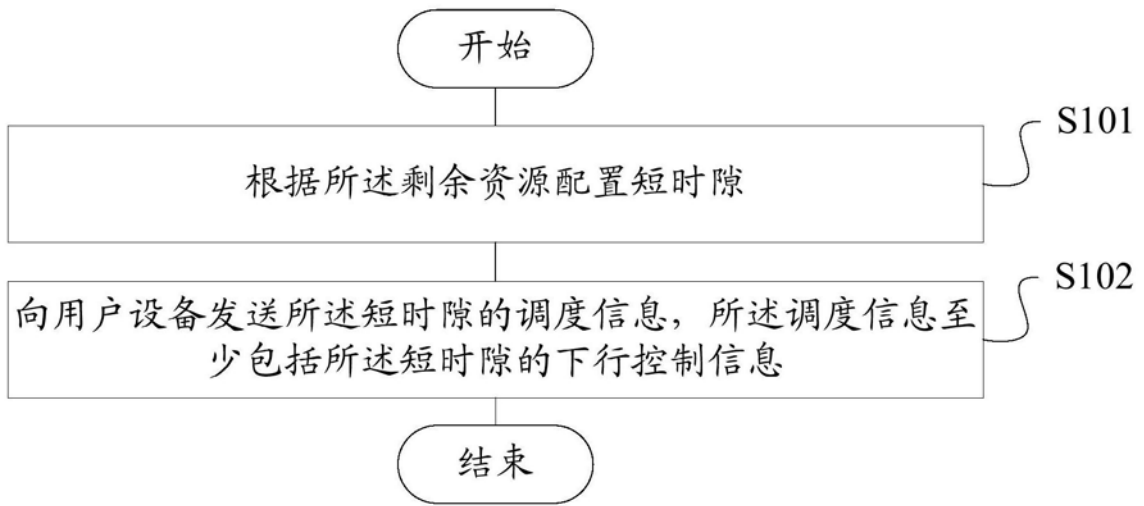 开始
S101
根据所述剩余资源配置短时隙
S102
向用户设备发送所述短时隙的调度信息，所述调度信息至
少包括所述短时隙的下行控制信息
结束